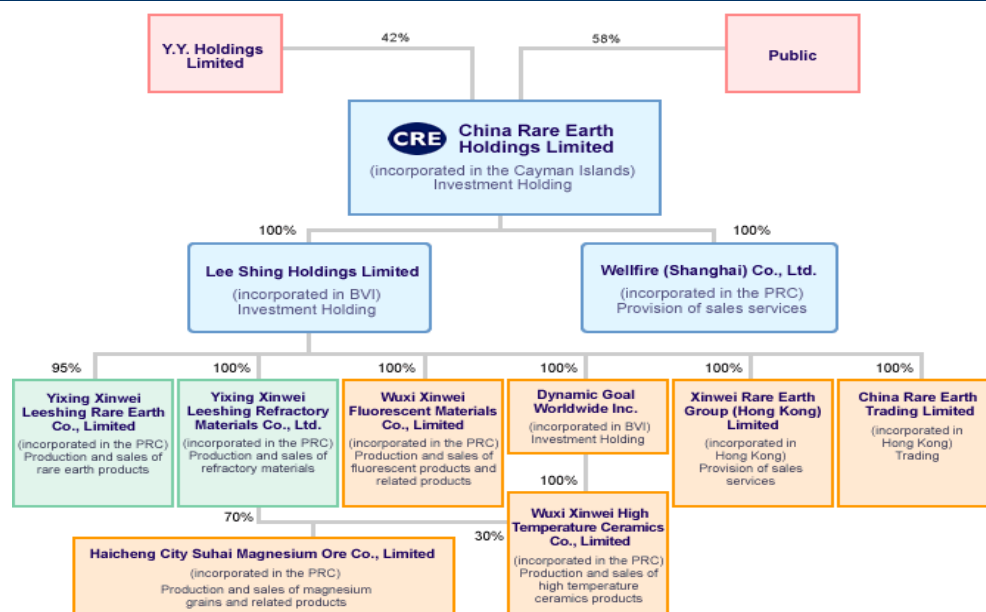 Y.Y. Holdings
Limited
42%
58%
Public
CRE
China Rare Earth
Holdings Limited
(incorporated in the Cayman Islands)
Investment Holding
100%
100%
Lee Shing Holdings Limited
(incorporated in BVI)
Investment Holding
Wellfire (Shanghai) Co., Ltd.
(incorporated in the PRC)
Provision of sales services
95%
100%
100%
100%
100%
100%
Yixing Xinwei
Leeshing Rare Earth
Co., Limited
(incorporated in the PRC)
Production and sales of
rare earth products
Yixing Xinwei
Leeshing Refractory
Materials Co., Ltd.
(incorporated in the PRC)
Production and sales of
refractory materials
Wuxi Xinwei
Fluorescent Materials
Co., Limited
(incorporated in the PRC)
Production and sales of
fluorescent products and
related products
Dynamic Goal
Worldwide Inc.
(incorporated in BVI)
Investment Holding
Xinwei Rare Earth
Group (Hong Kong)
Limited
(incorporated in
Hong Kong)
Provision of sales
services
China Rare Earth
Trading Limited
(incorporated in
Hong Kong)
Trading
100%
70%
30%
Haicheng City Suhai Magnesium Ore Co., Limited
(incorporated in the PRC)
Production and sales of magnesium
grains and related products
Wuxi Xinwei High
Temperature Ceramics
Co., Limited
(incorporated in the PRC)
Production and sales of
high temperature
ceramics products